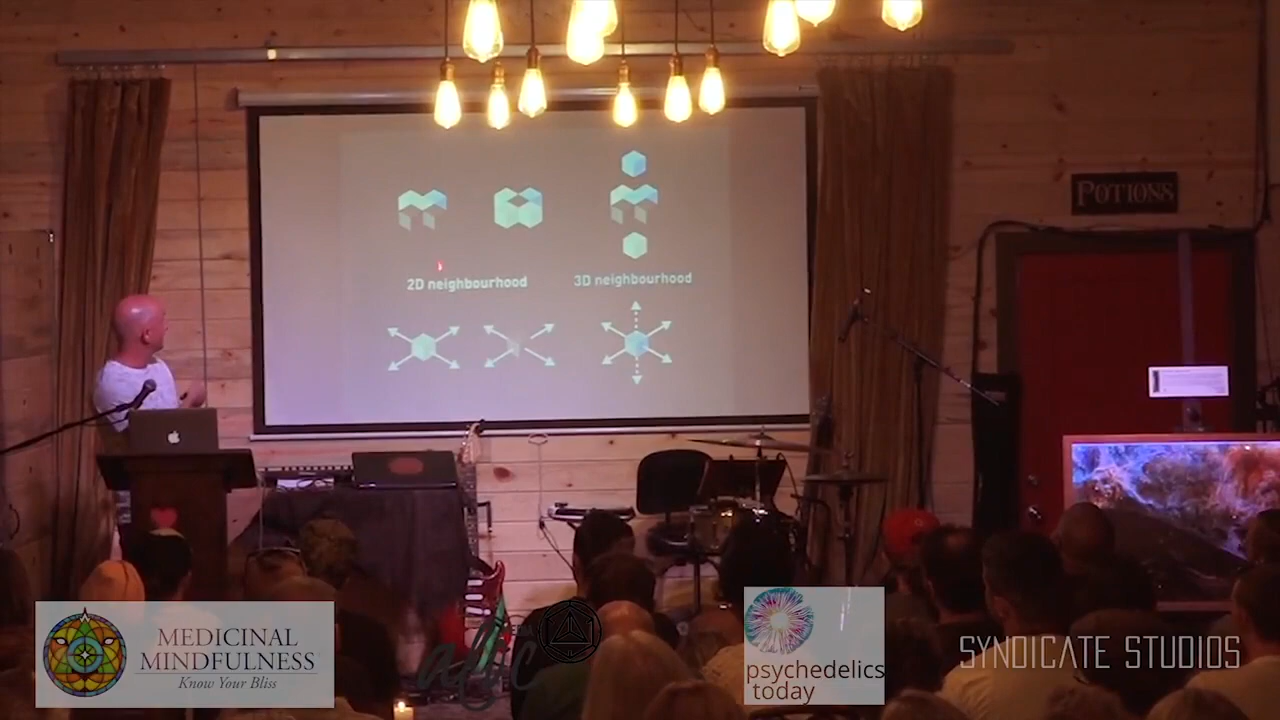 POTIONS
2D neighbourhood
3D neighbourhood
MEDICINAL
MINDFULNESS
Know Your Bliss
psychedelics
today
SYNDICATE STUDIOS